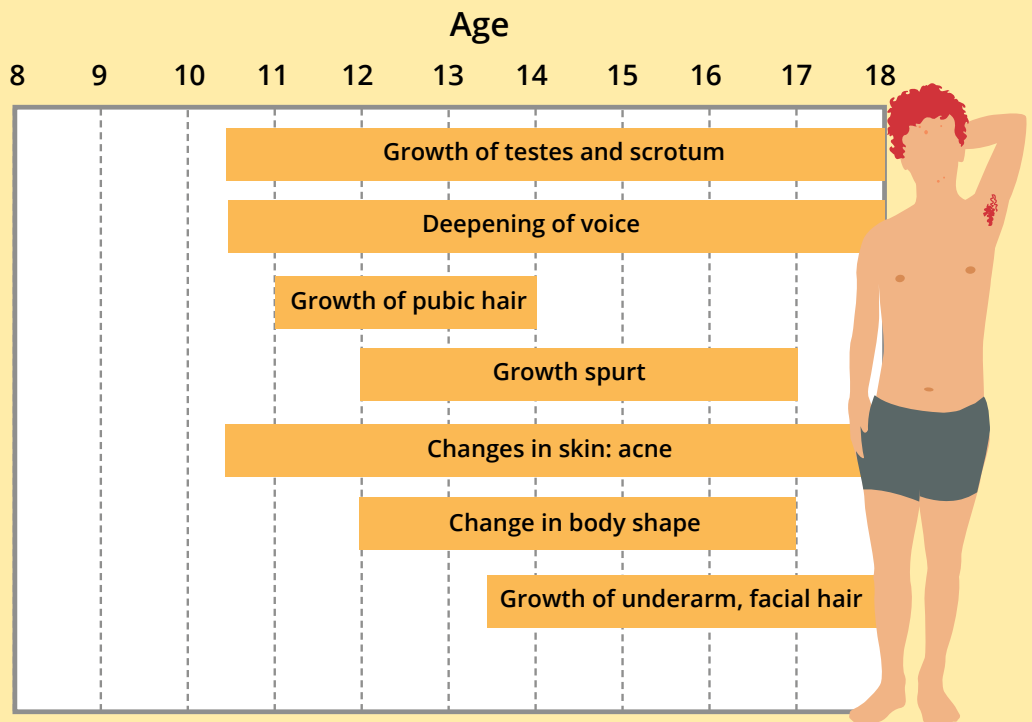 Age
8 9 10 11 12 13 14 15 16 17 18
Growth of testes and scrotum
Deepening of voice
Growth of pubic hair
Growth spurt
Changes in skin: acne
Change in body shape
Growth of underarm, facial hair